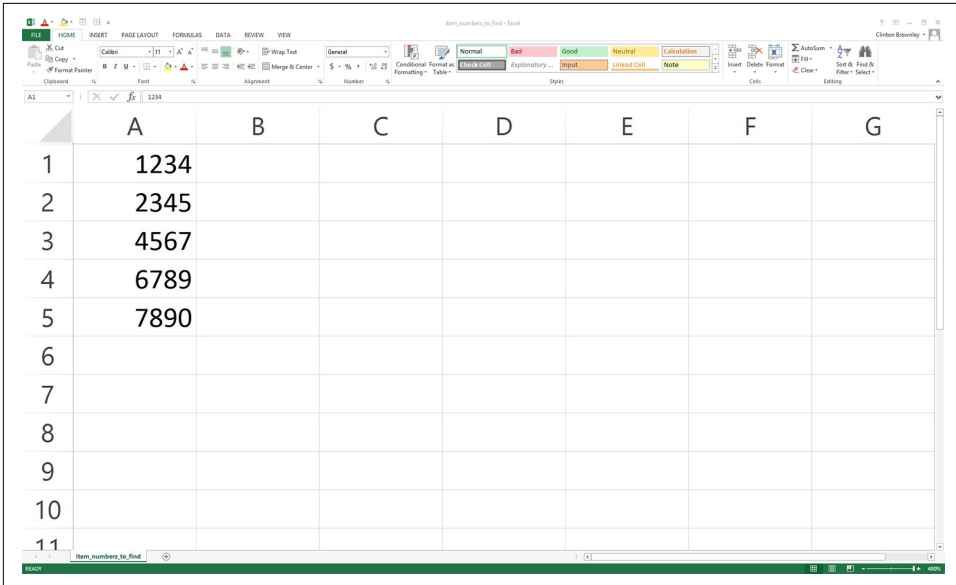 item_numbers_to_find - Excel
FILE HOME INSERT PAGE LAYOUT FORMULAS DATA REVIEW VIEW Clinton Brownley
Paste Cut Copy Format Painter Clipboard
Calibri 11 A A B I U A Font
Wrap Text Merge & Center Alignment
General $ % , Number
Conditional Formatting Format as Table Normal Bad Good Neutral Calculation
Check Cell Explanatory ... Input Linked Cell Note Styles
Insert Delete Format Cells
AutoSum Fill Clear Sort & Filter Find & Select Editing
A1 fx 1234
A B C D E F G
1 1234
2 2345
3 4567
4 6789
5 7890
6
7
8
9
10
11
item_numbers_to_find
READY 400%